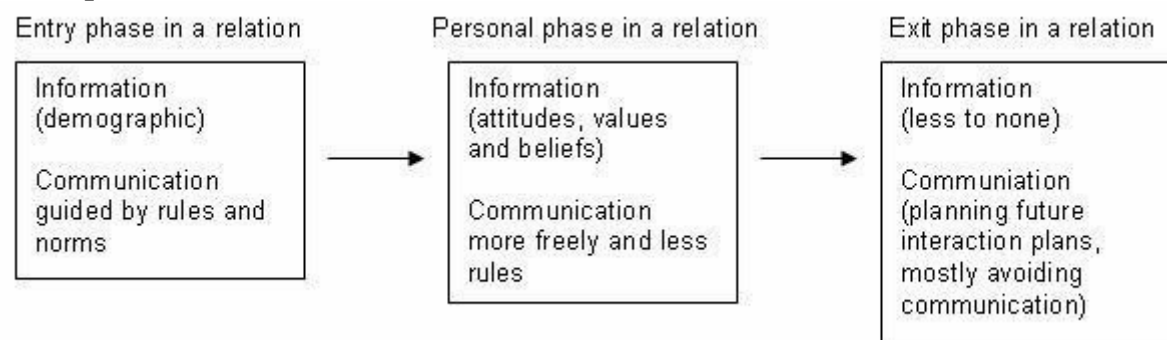 Entry phase in a relation
Information
(demographic)
Communication
guided by rules and
norms
Personal phase in a relation
Information
(attitudes, values
and beliefs)
Communication
more freely and less
rules
Exit phase in a relation
Information
(less to none)
Communiation
(planning future
interaction plans,
mostly avoiding
communication)